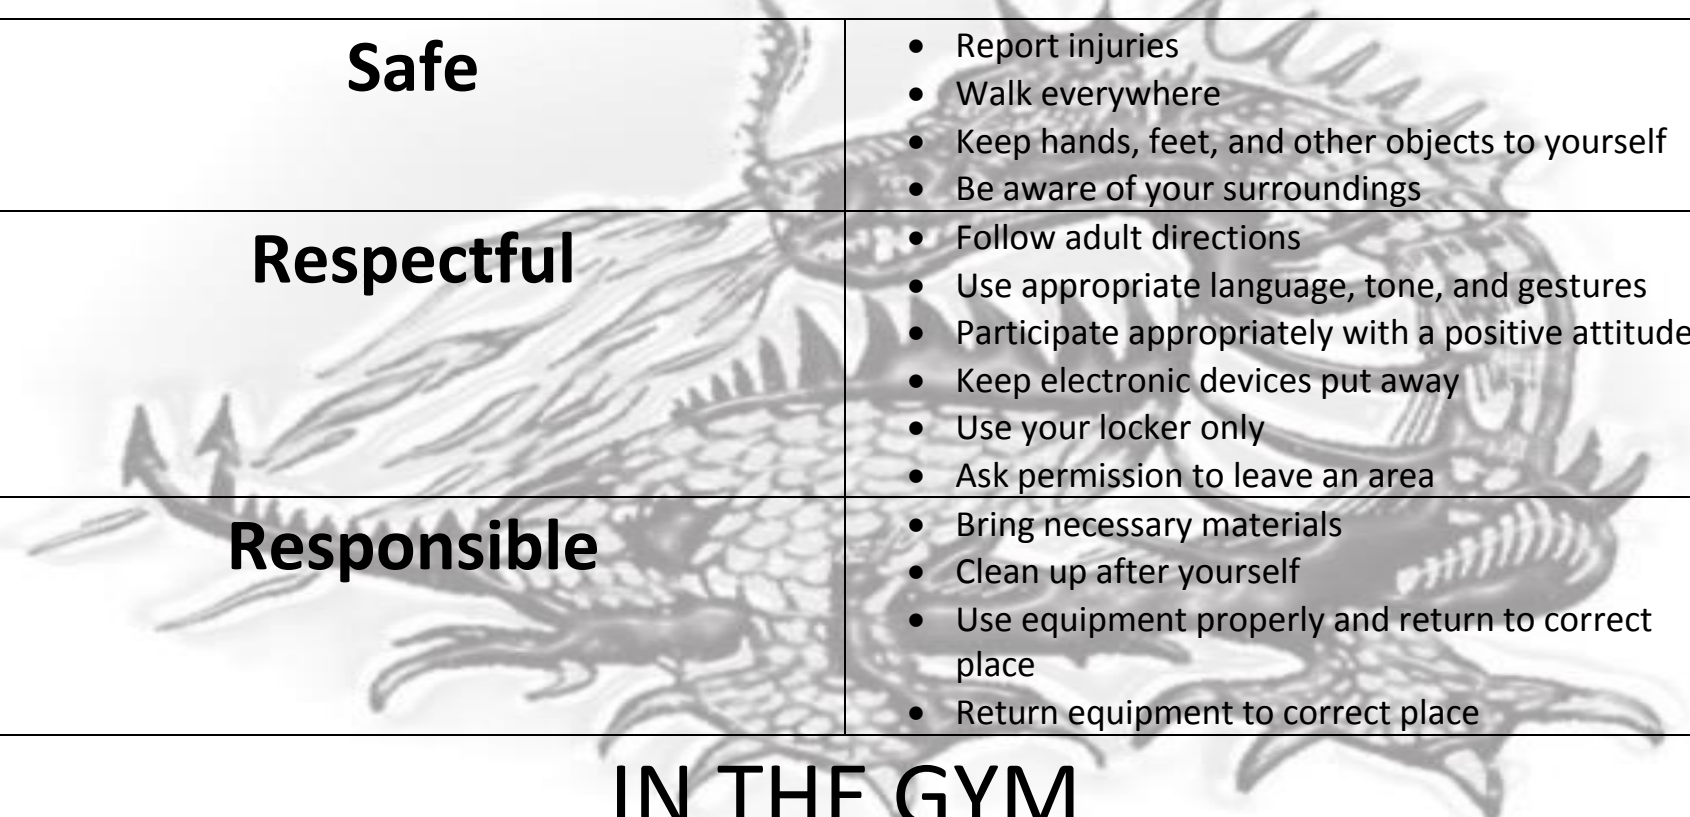 Safe
• Report injuries
• Walk everywhere
• Keep hands, feet, and other objects to yourself
• Be aware of your surroundings
Respectful
• Follow adult directions
• Use appropriate language, tone, and gestures
• Participate appropriately with a positive attitude
• Keep electronic devices put away
• Use your locker only
• Ask permission to leave an area
Responsible
• Bring necessary materials
• Clean up after yourself
• Use equipment properly and return to correct
place
• Return equipment to correct place
IN THE GYM